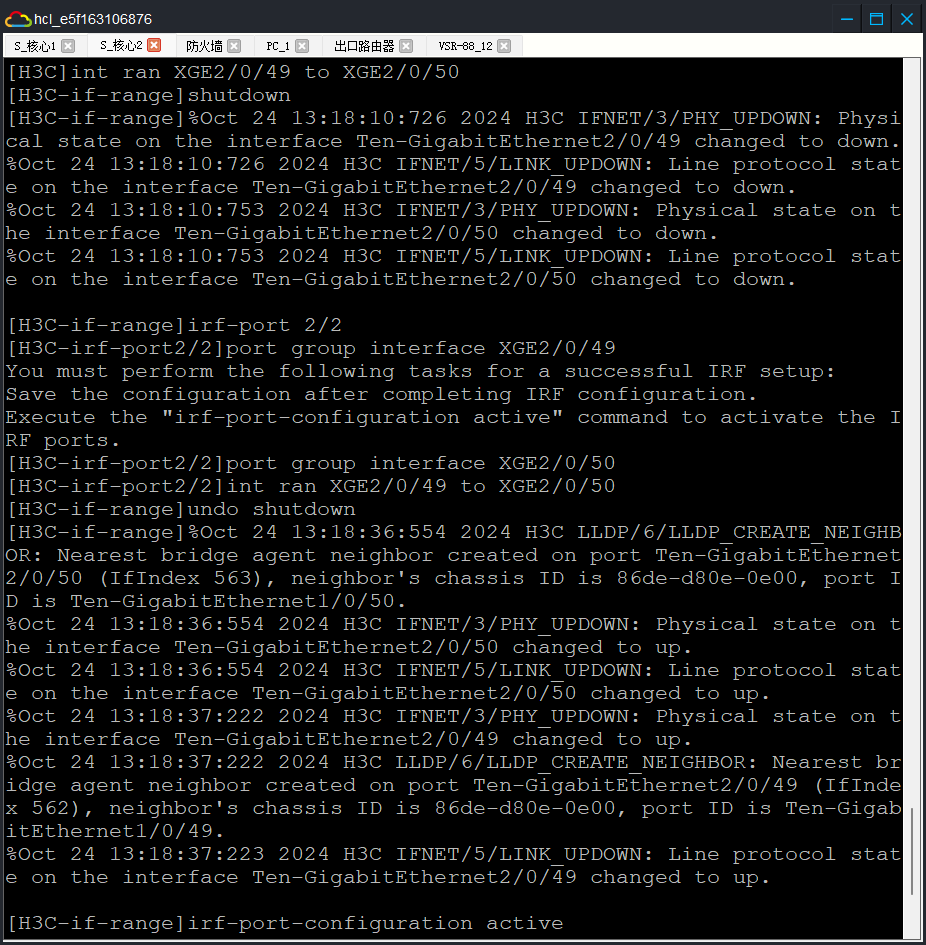 hcl_e5f163106876
S_核心1 S_核心2 防火墙 PC_1 出口路由器 VSR-88_12
[H3C]int ran XGE2/0/49 to XGE2/0/50
[H3C-if-range]shutdown
[H3C-if-range]%Oct 24 13:18:10:726 2024 H3C IFNET/3/PHY_UPDOWN: Physi
cal state on the interface Ten-GigabitEthernet2/0/49 changed to down.
%Oct 24 13:18:10:726 2024 H3C IFNET/5/LINK_UPDOWN: Line protocol stat
e on the interface Ten-GigabitEthernet2/0/49 changed to down.
%Oct 24 13:18:10:753 2024 H3C IFNET/3/PHY_UPDOWN: Physical state on t
he interface Ten-GigabitEthernet2/0/50 changed to down.
%Oct 24 13:18:10:753 2024 H3C IFNET/5/LINK_UPDOWN: Line protocol stat
e on the interface Ten-GigabitEthernet2/0/50 changed to down.
[H3C-if-range]irf-port 2/2
[H3C-irf-port2/2]port group interface XGE2/0/49
You must perform the following tasks for a successful IRF setup:
Save the configuration after completing IRF configuration.
Execute the "irf-port-configuration active" command to activate the I
RF ports.
[H3C-irf-port2/2]port group interface XGE2/0/50
[H3C-irf-port2/2]int ran XGE2/0/49 to XGE2/0/50
[H3C-if-range]undo shutdown
[H3C-if-range]%Oct 24 13:18:36:554 2024 H3C LLDP/6/LLDP_CREATE_NEIGHB
OR: Nearest bridge agent neighbor created on port Ten-GigabitEthernet
2/0/50 (IfIndex 563), neighbor's chassis ID is 86de-d80e-0e00, port I
D is Ten-GigabitEthernet1/0/50.
%Oct 24 13:18:36:554 2024 H3C IFNET/3/PHY_UPDOWN: Physical state on t
he interface Ten-GigabitEthernet2/0/50 changed to up.
%Oct 24 13:18:36:554 2024 H3C IFNET/5/LINK_UPDOWN: Line protocol stat
e on the interface Ten-GigabitEthernet2/0/50 changed to up.
%Oct 24 13:18:37:222 2024 H3C IFNET/3/PHY_UPDOWN: Physical state on t
he interface Ten-GigabitEthernet2/0/49 changed to up.
%Oct 24 13:18:37:222 2024 H3C LLDP/6/LLDP_CREATE_NEIGHBOR: Nearest br
idge agent neighbor created on port Ten-GigabitEthernet2/0/49 (IfInde
x 562), neighbor's chassis ID is 86de-d80e-0e00, port ID is Ten-Gigab
itEthernet1/0/49.
%Oct 24 13:18:37:223 2024 H3C IFNET/5/LINK_UPDOWN: Line protocol stat
e on the interface Ten-GigabitEthernet2/0/49 changed to up.
[H3C-if-range]irf-port-configuration active